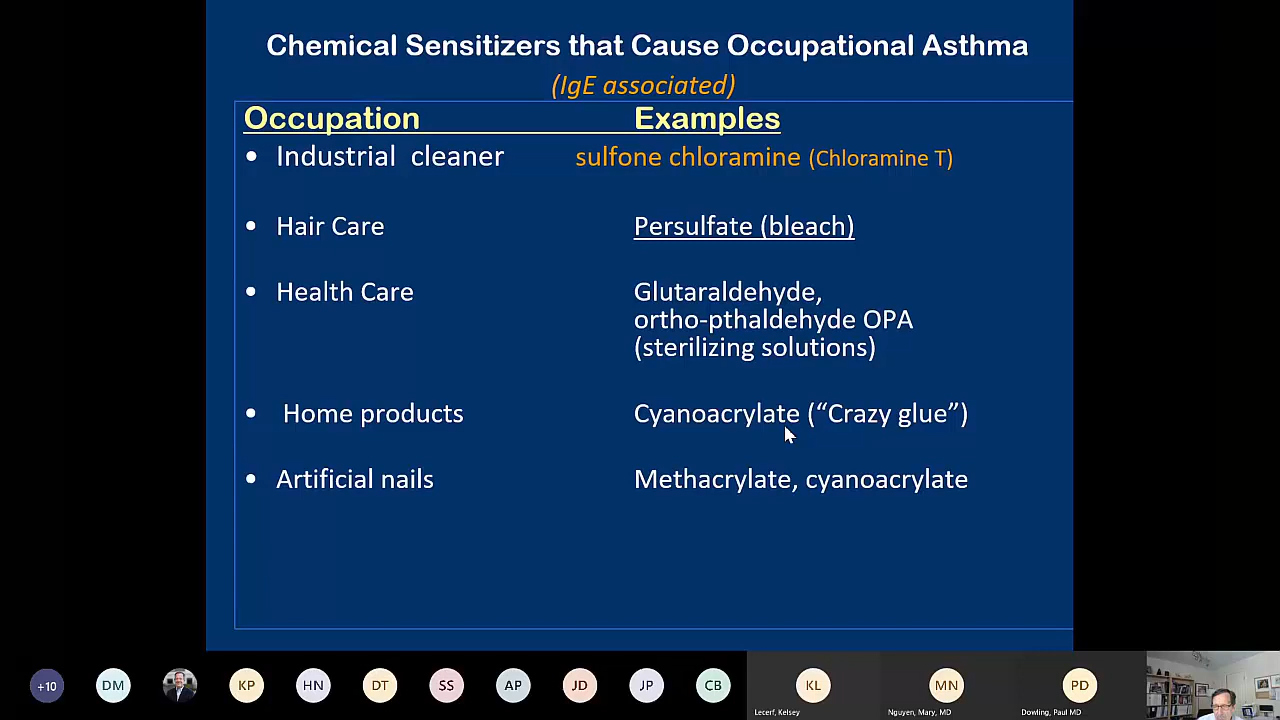 Chemical Sensitizers that Cause Occupational Asthma
(IgE associated)
Occupation Examples
• Industrial cleaner sulfone chloramine (Chloramine T)
• Hair Care Persulfate (bleach)
• Health Care Glutaraldehyde,
ortho-pthaldehyde OPA
(sterilizing solutions)
• Home products Cyanoacrylate (“Crazy glue”)
• Artificial nails Methacrylate, cyanoacrylate
+10 DM KP HN DT SS AP JD JP CB KL MN PD
Lecerf, Kelsey Nguyen, Mary, MD Dowling, Paul MD